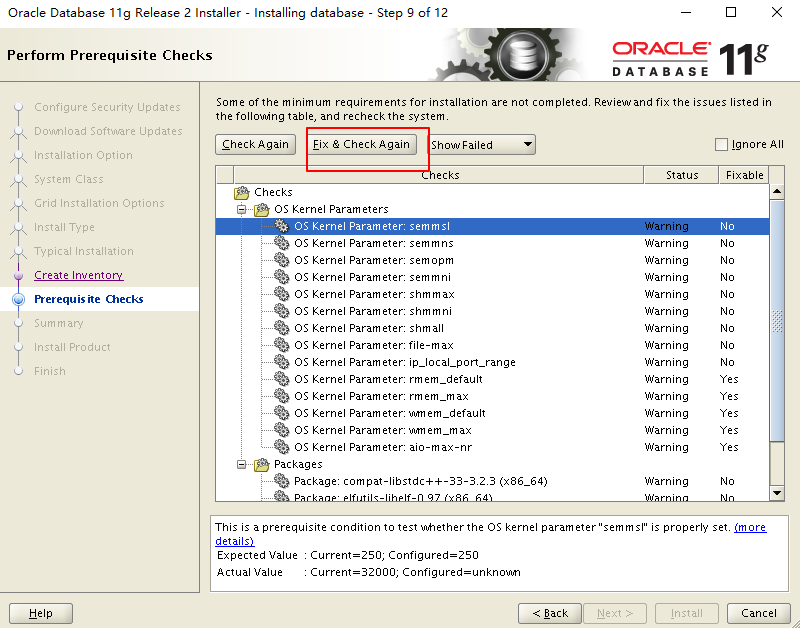 Oracle Database 11g Release 2 Installer - Installing database - Step 9 of 12
Perform Prerequisite Checks
ORACLE
DATABASE 11g
Configure Security Updates
Download Software Updates
Installation Option
System Class
Grid Installation Options
Install Type
Typical Installation
Create Inventory
Prerequisite Checks
Summary
Install Product
Finish
Some of the minimum requirements for installation are not completed. Review and fix the issues listed in
the following table, and recheck the system.
Check Again Fix & Check Again Show Failed Ignore All
Checks Status Fixable
Checks
OS Kernel Parameters
OS Kernel Parameter: semmsl Warning No
OS Kernel Parameter: semmns Warning No
OS Kernel Parameter: semopm Warning No
OS Kernel Parameter: semmni Warning No
OS Kernel Parameter: shmmax Warning No
OS Kernel Parameter: shmmni Warning No
OS Kernel Parameter: shmall Warning No
OS Kernel Parameter: file-max Warning No
OS Kernel Parameter: ip_local_port_range Warning No
OS Kernel Parameter: rmem_default Warning Yes
OS Kernel Parameter: rmem_max Warning Yes
OS Kernel Parameter: wmem_default Warning Yes
OS Kernel Parameter: wmem_max Warning Yes
OS Kernel Parameter: aio-max-nr Warning Yes
Packages
Package: compat-libstdc++-33-3.2.3 (x86_64) Warning No
Package: elfutils-libelf-0.97 (x86_64) Warning No
This is a prerequisite condition to test whether the OS kernel parameter "semmsl" is properly set. (more
details)
Expected Value : Current=250; Configured=250
Actual Value : Current=32000; Configured=unknown
Help < Back Next > Install Cancel